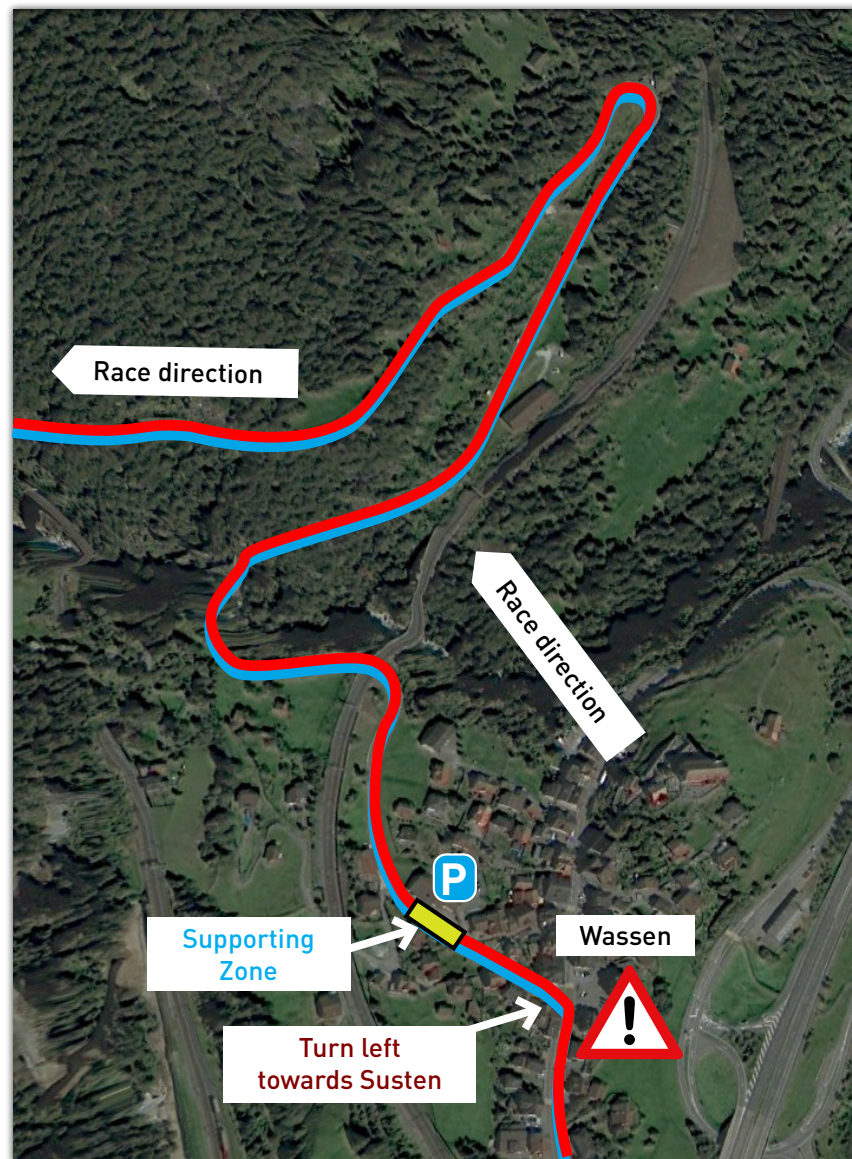 Race direction
Race direction
P
Supporting
Zone
Wassen
!
Turn left
towards Susten